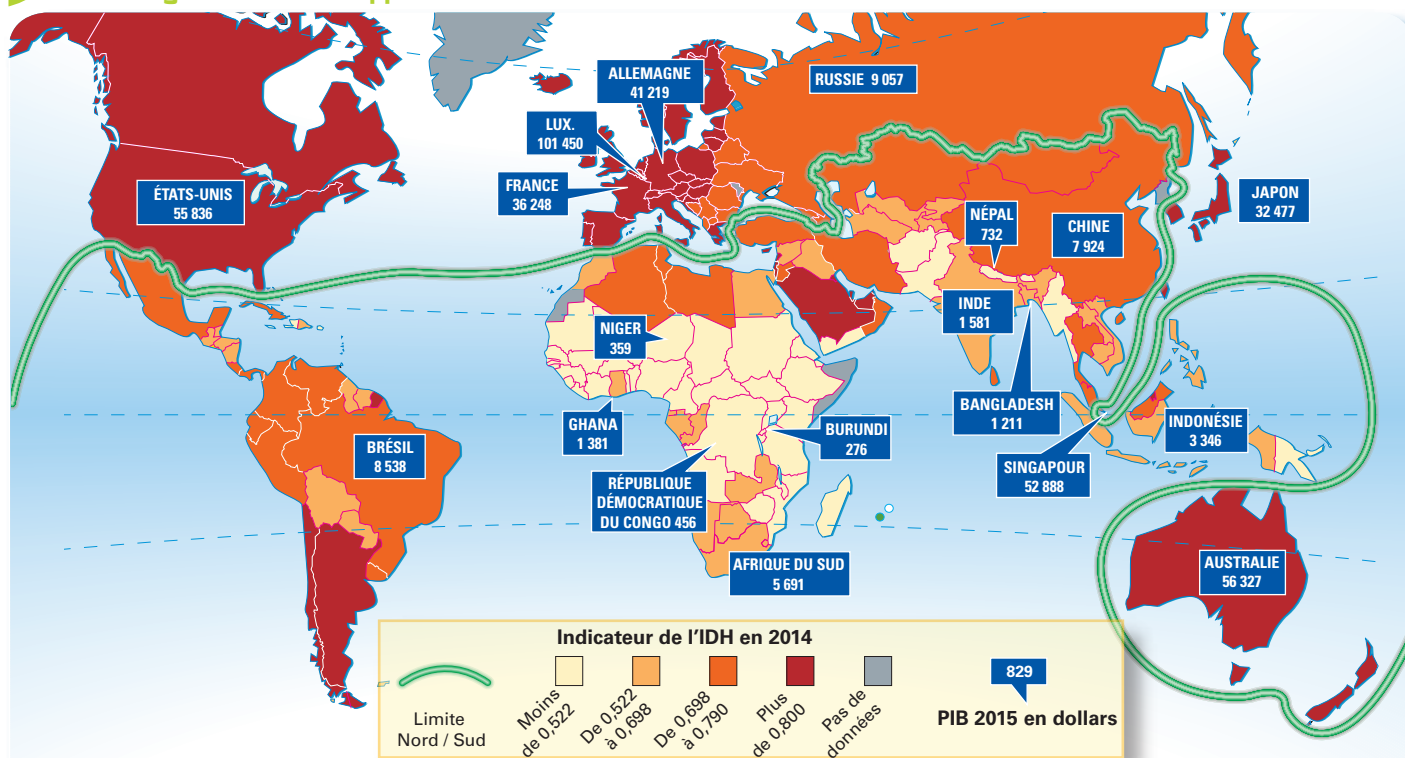 ALLEMAGNE
41 219
RUSSIE 9 057
LUX.
101 450
FRANCE
36 248
ÉTATS-UNIS
55 836
JAPON
32 477
NÉPAL
732
CHINE
7 924
INDE
1 581
NIGER
359
BANGLADESH
1 211
GHANA
1 381
BURUNDI
276
INDONÉSIE
3 346
BRÉSIL
8 538
SINGAPOUR
52 888
RÉPUBLIQUE
DÉMOCRATIQUE
DU CONGO 456
AFRIQUE DU SUD
5 691
AUSTRALIE
56 327
Indicateur de l'IDH en 2014
Limite
Nord / Sud
Moins
de 0,522
De 0,522
à 0,698
De 0,698
à 0,790
Plus
de 0,800
Pas de
données
829
PIB 2015 en dollars